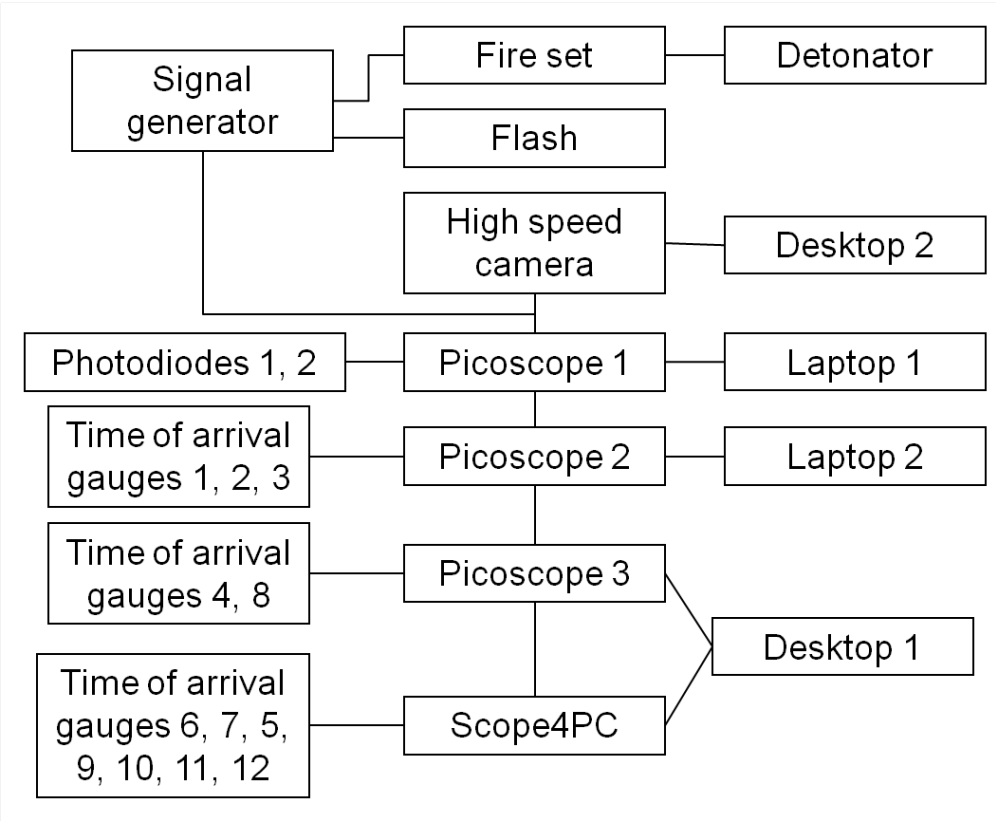 Signal
generator
Fire set
Detonator
Flash
High speed
camera
Desktop 2
Photodiodes 1, 2
Picoscope 1
Laptop 1
Time of arrival
gauges 1, 2, 3
Picoscope 2
Laptop 2
Time of arrival
gauges 4, 8
Picoscope 3
Desktop 1
Time of arrival
gauges 6, 7, 5,
9, 10, 11, 12
Scope4PC